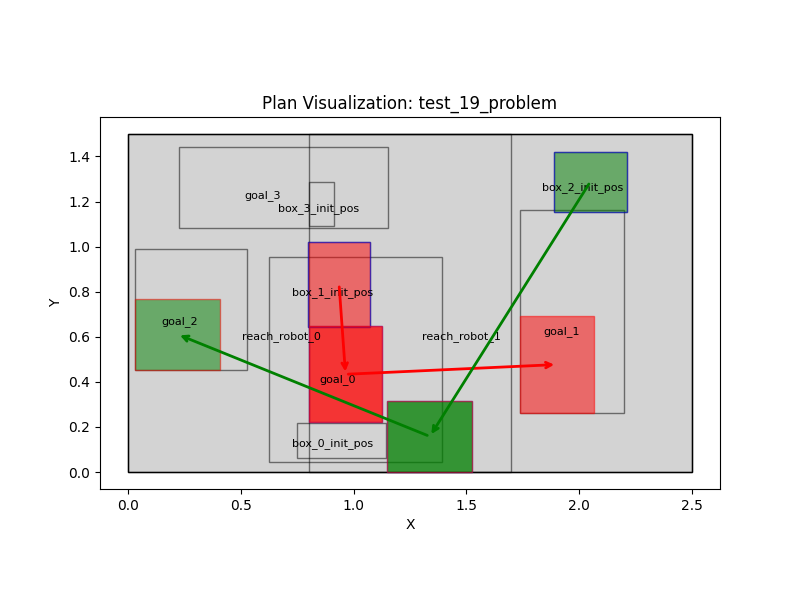 Plan Visualization: test_19_problem
1.4
1.2
1.0
0.8
0.6
0.4
0.2
0.0
Y
goal_3
box_3_init_pos
box_2_init_pos
box_1_init_pos
goal_2
reach_robot_0
reach_robot_1
goal_1
goal_0
box_0_init_pos
0.0 0.5 1.0 1.5 2.0 2.5
X